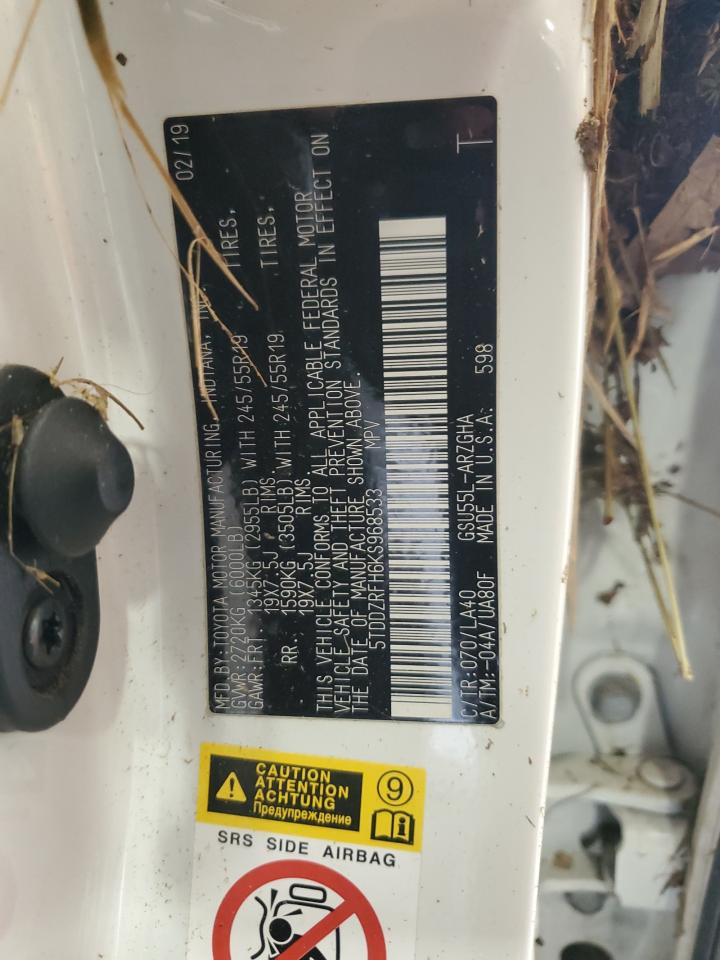 MFD.BY:TOYOTA MOTOR MANUFACTURING, INDIANA, INC. 02/19
GVWR:2720KG (6000LB)
GAWR:FRT. 1345KG (2955LB) WITH 245/55R19 TIRES,
19X7.5J RIMS
RR. 1590KG (3505LB) WITH 245/55R19 TIRES,
19X7.5J RIMS
THIS VEHICLE CONFORMS TO ALL APPLICABLE FEDERAL MOTOR
VEHICLE SAFETY AND THEFT PREVENTION STANDARDS IN EFFECT ON
THE DATE OF MANUFACTURE SHOWN ABOVE.
5TDDZRFH6KS968533 MPV
C/TR:070/LA40 GSU55L-ARZGHA T
A/TM:-04A/UA80F MADE IN U.S.A. 598
CAUTION
ATTENTION
ACHTUNG
Предупреждение
9
SRS SIDE AIRBAG